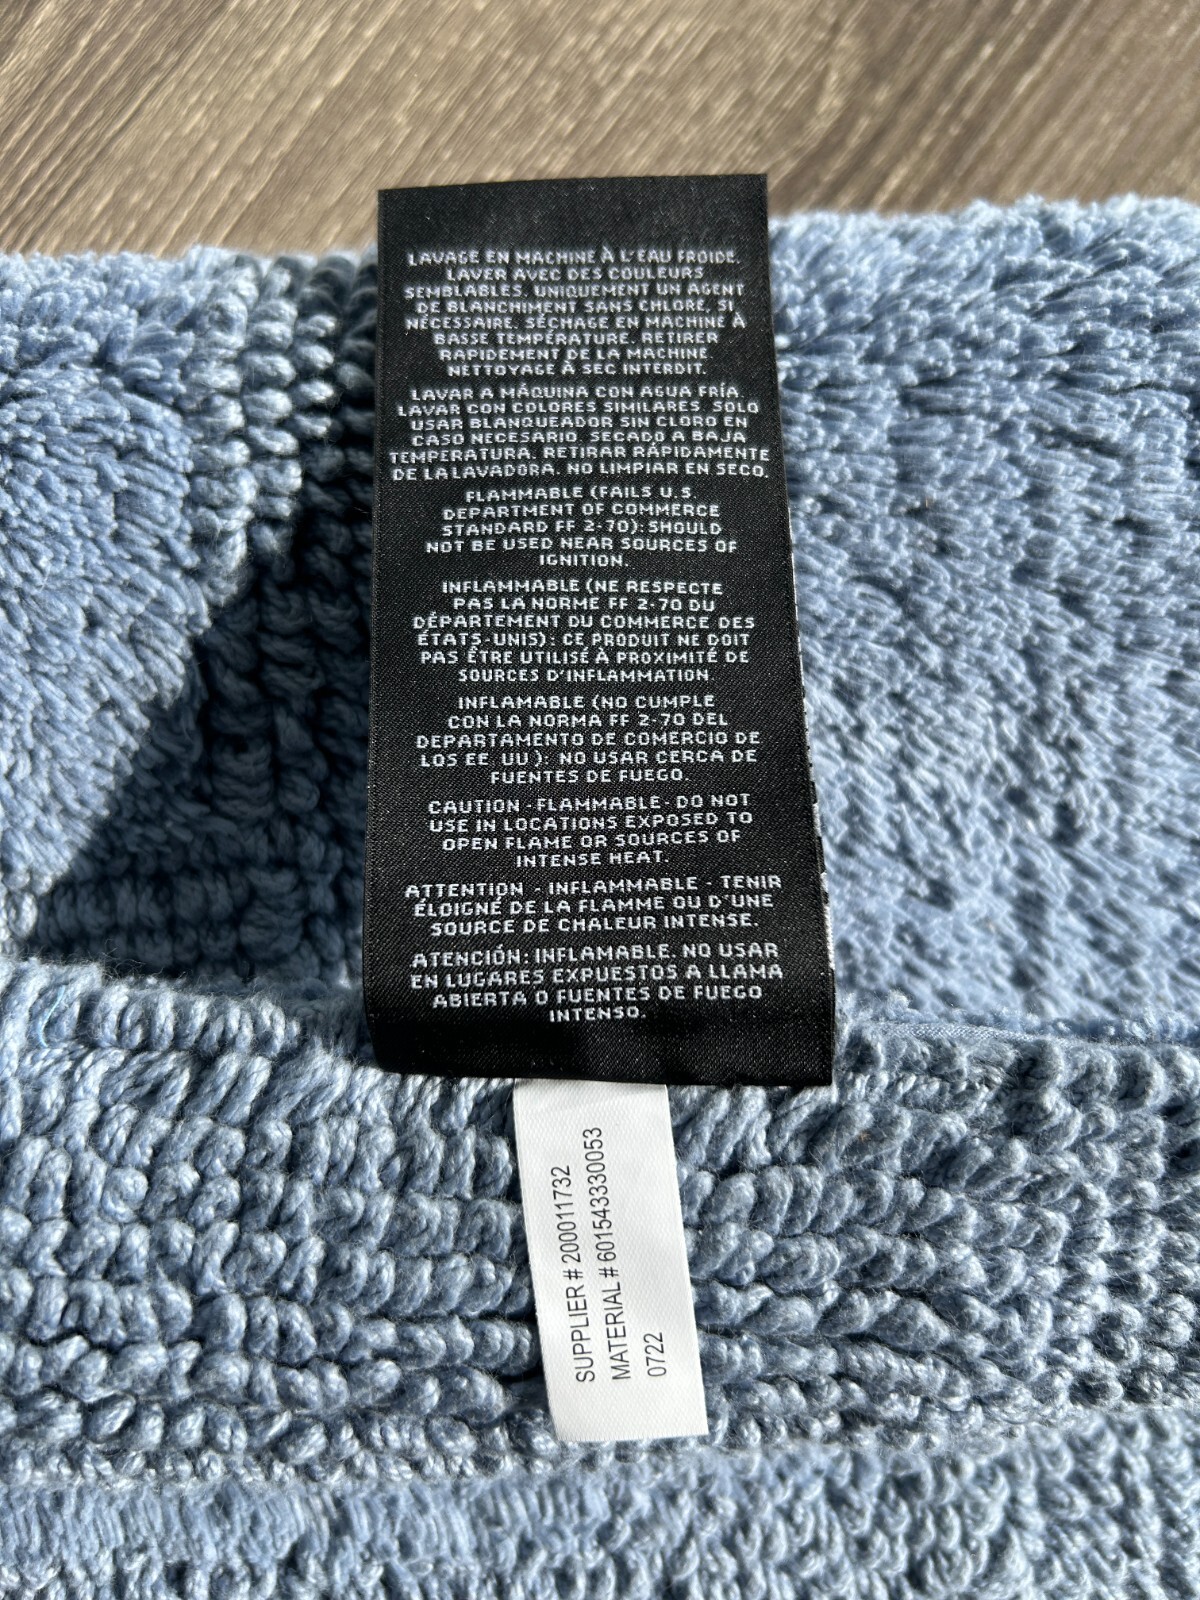 LAVAGE EN MACHINE À L'EAU FROIDE.
LAVER AVEC DES COULEURS
SEMBLABLES. UNIQUEMENT UN AGENT
DE BLANCHIMENT SANS CHLORE, SI
NÉCESSAIRE. SÉCHAGE EN MACHINE À
BASSE TEMPÉRATURE. RETIRER
RAPIDEMENT DE LA MACHINE.
NETTOYAGE À SEC INTERDIT.
LAVAR A MÁQUINA CON AGUA FRÍA.
LAVAR CON COLORES SIMILARES. SOLO
USAR BLANQUEADOR SIN CLORO EN
CASO NECESARIO. SECADO A BAJA
TEMPERATURA. RETIRAR RÁPIDAMENTE
DE LA LAVADORA. NO LIMPIAR EN SECO.
FLAMMABLE (FAILS U.S.
DEPARTMENT OF COMMERCE
STANDARD FF 2-70): SHOULD
NOT BE USED NEAR SOURCES OF
IGNITION.
INFLAMMABLE (NE RESPECTE
PAS LA NORME FF 2-70 DU
DÉPARTEMENT DU COMMERCE DES
ÉTATS-UNIS): CE PRODUIT NE DOIT
PAS ÊTRE UTILISÉ À PROXIMITÉ DE
SOURCES D'INFLAMMATION.
INFLAMABLE (NO CUMPLE
CON LA NORMA FF 2-70 DEL
DEPARTAMENTO DE COMERCIO DE
LOS EE. UU ): NO USAR CERCA DE
FUENTES DE FUEGO.
CAUTION - FLAMMABLE - DO NOT
USE IN LOCATIONS EXPOSED TO
OPEN FLAME OR SOURCES OF
INTENSE HEAT.
ATTENTION - INFLAMMABLE - TENIR
ÉLOIGNÉ DE LA FLAMME OU D'UNE
SOURCE DE CHALEUR INTENSE.
ATENCIÓN: INFLAMABLE. NO USAR
EN LUGARES EXPUESTOS A LLAMA
ABIERTA O FUENTES DE FUEGO
INTENSO.
SUPPLIER # 200011732
MATERIAL # 601543330053
0722